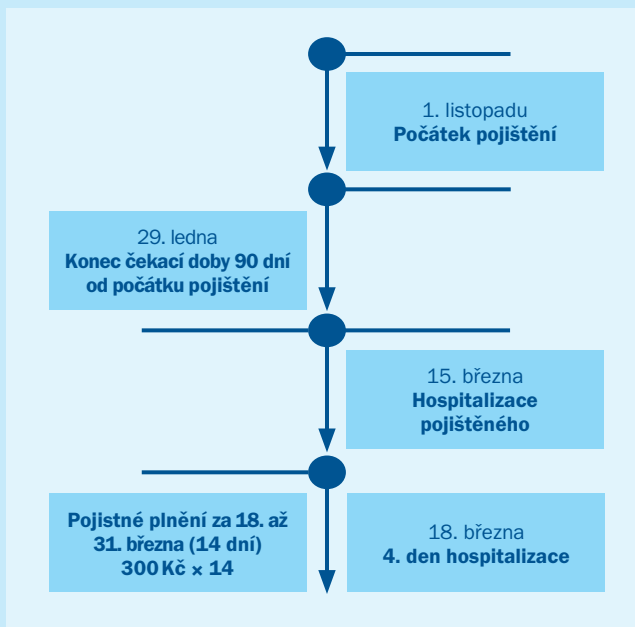 1. listopadu
Počátek pojištění
29. ledna
Konec čekací doby 90 dní
od počátku pojištění
15. března
Hospitalizace
pojištěného
Pojistné plnění za 18. až
31. března (14 dní)
300 Kč × 14
18. března
4. den hospitalizace